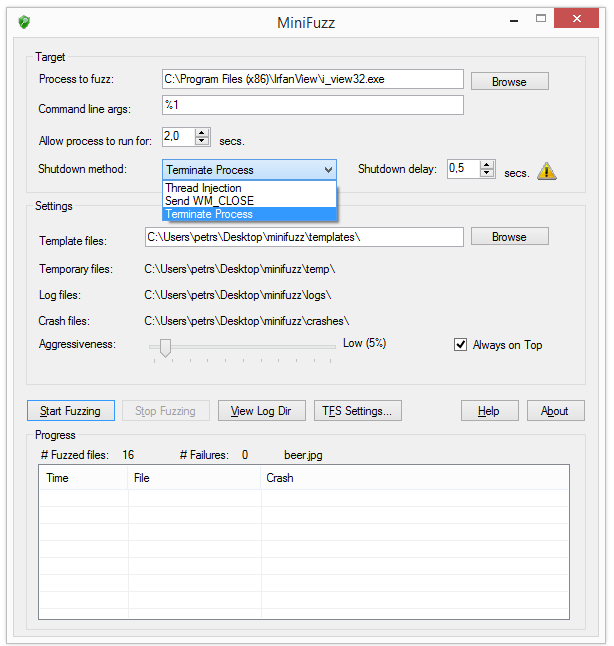 MiniFuzz
Target
Process to fuzz: C:\Program Files (x86)\IrfanView\i_view32.exe Browse
Command line args: %1
Allow process to run for: 2,0 secs.
Shutdown method: Terminate Process Shutdown delay: 0,5 secs.
Thread Injection
Send WM_CLOSE
Terminate Process
Settings
Template files: C:\Users\petrs\Desktop\minifuzz\templates\ Browse
Temporary files: C:\Users\petrs\Desktop\minifuzz\temp\
Log files: C:\Users\petrs\Desktop\minifuzz\logs\
Crash files: C:\Users\petrs\Desktop\minifuzz\crashes\
Aggressiveness: Low (5%) Always on Top
Start Fuzzing Stop Fuzzing View Log Dir TFS Settings... Help About
Progress
# Fuzzed files: 16 # Failures: 0 beer.jpg
Time File Crash